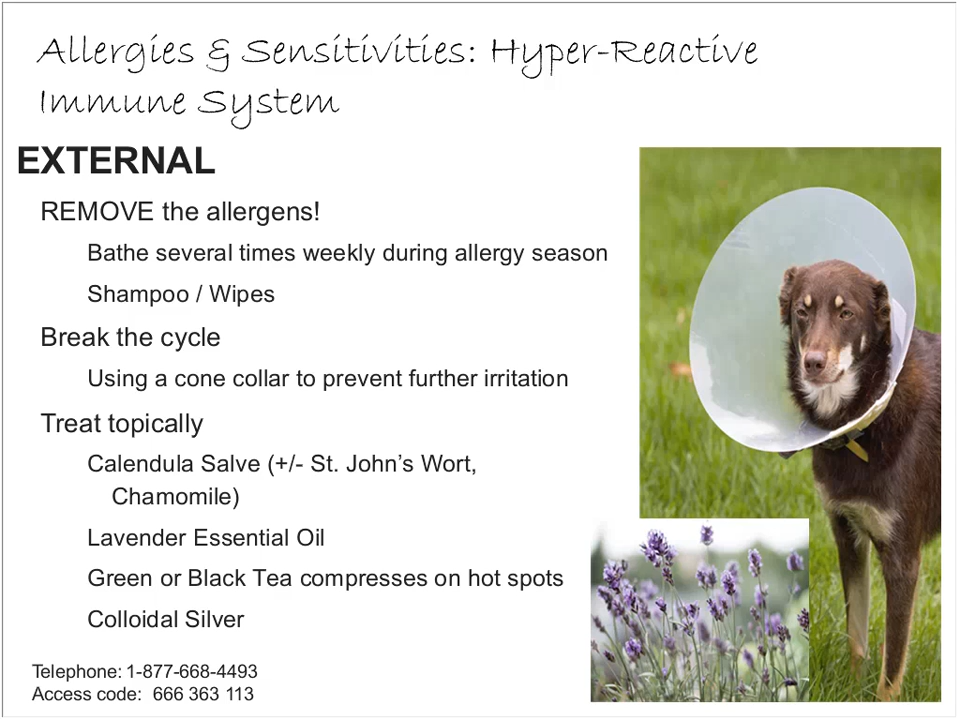 Allergies & Sensitivities: Hyper-Reactive
Immune System
EXTERNAL
REMOVE the allergens!
Bathe several times weekly during allergy season
Shampoo / Wipes
Break the cycle
Using a cone collar to prevent further irritation
Treat topically
Calendula Salve (+/- St. John’s Wort,
Chamomile)
Lavender Essential Oil
Green or Black Tea compresses on hot spots
Colloidal Silver
Telephone: 1-877-668-4493
Access code:  666 363 113